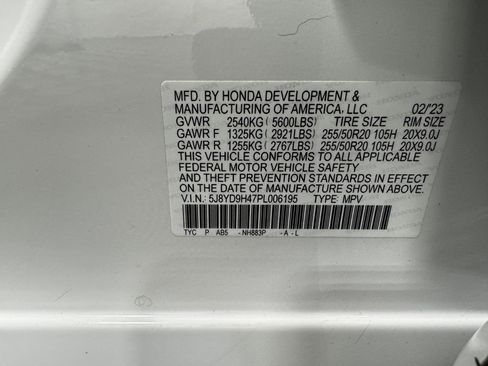 MFD. BY HONDA DEVELOPMENT &
MANUFACTURING OF AMERICA, LLC 02/'23
GVWR 2540KG(5600LBS) TIRE SIZE RIM SIZE
GAWR F 1325KG(2921LBS) 255/50R20 105H 20X9.0J
GAWR R 1255KG(2767LBS) 255/50R20 105H 20X9.0J
THIS VEHICLE CONFORMS TO ALL APPLICABLE
FEDERAL MOTOR VEHICLE SAFETY
AND THEFT PREVENTION STANDARDS IN EFFECT ON
THE DATE OF MANUFACTURE SHOWN ABOVE.
V.I.N.: 5J8YD9H47PL006195 TYPE: MPV
TYC P AB5 -NH883P -A-L